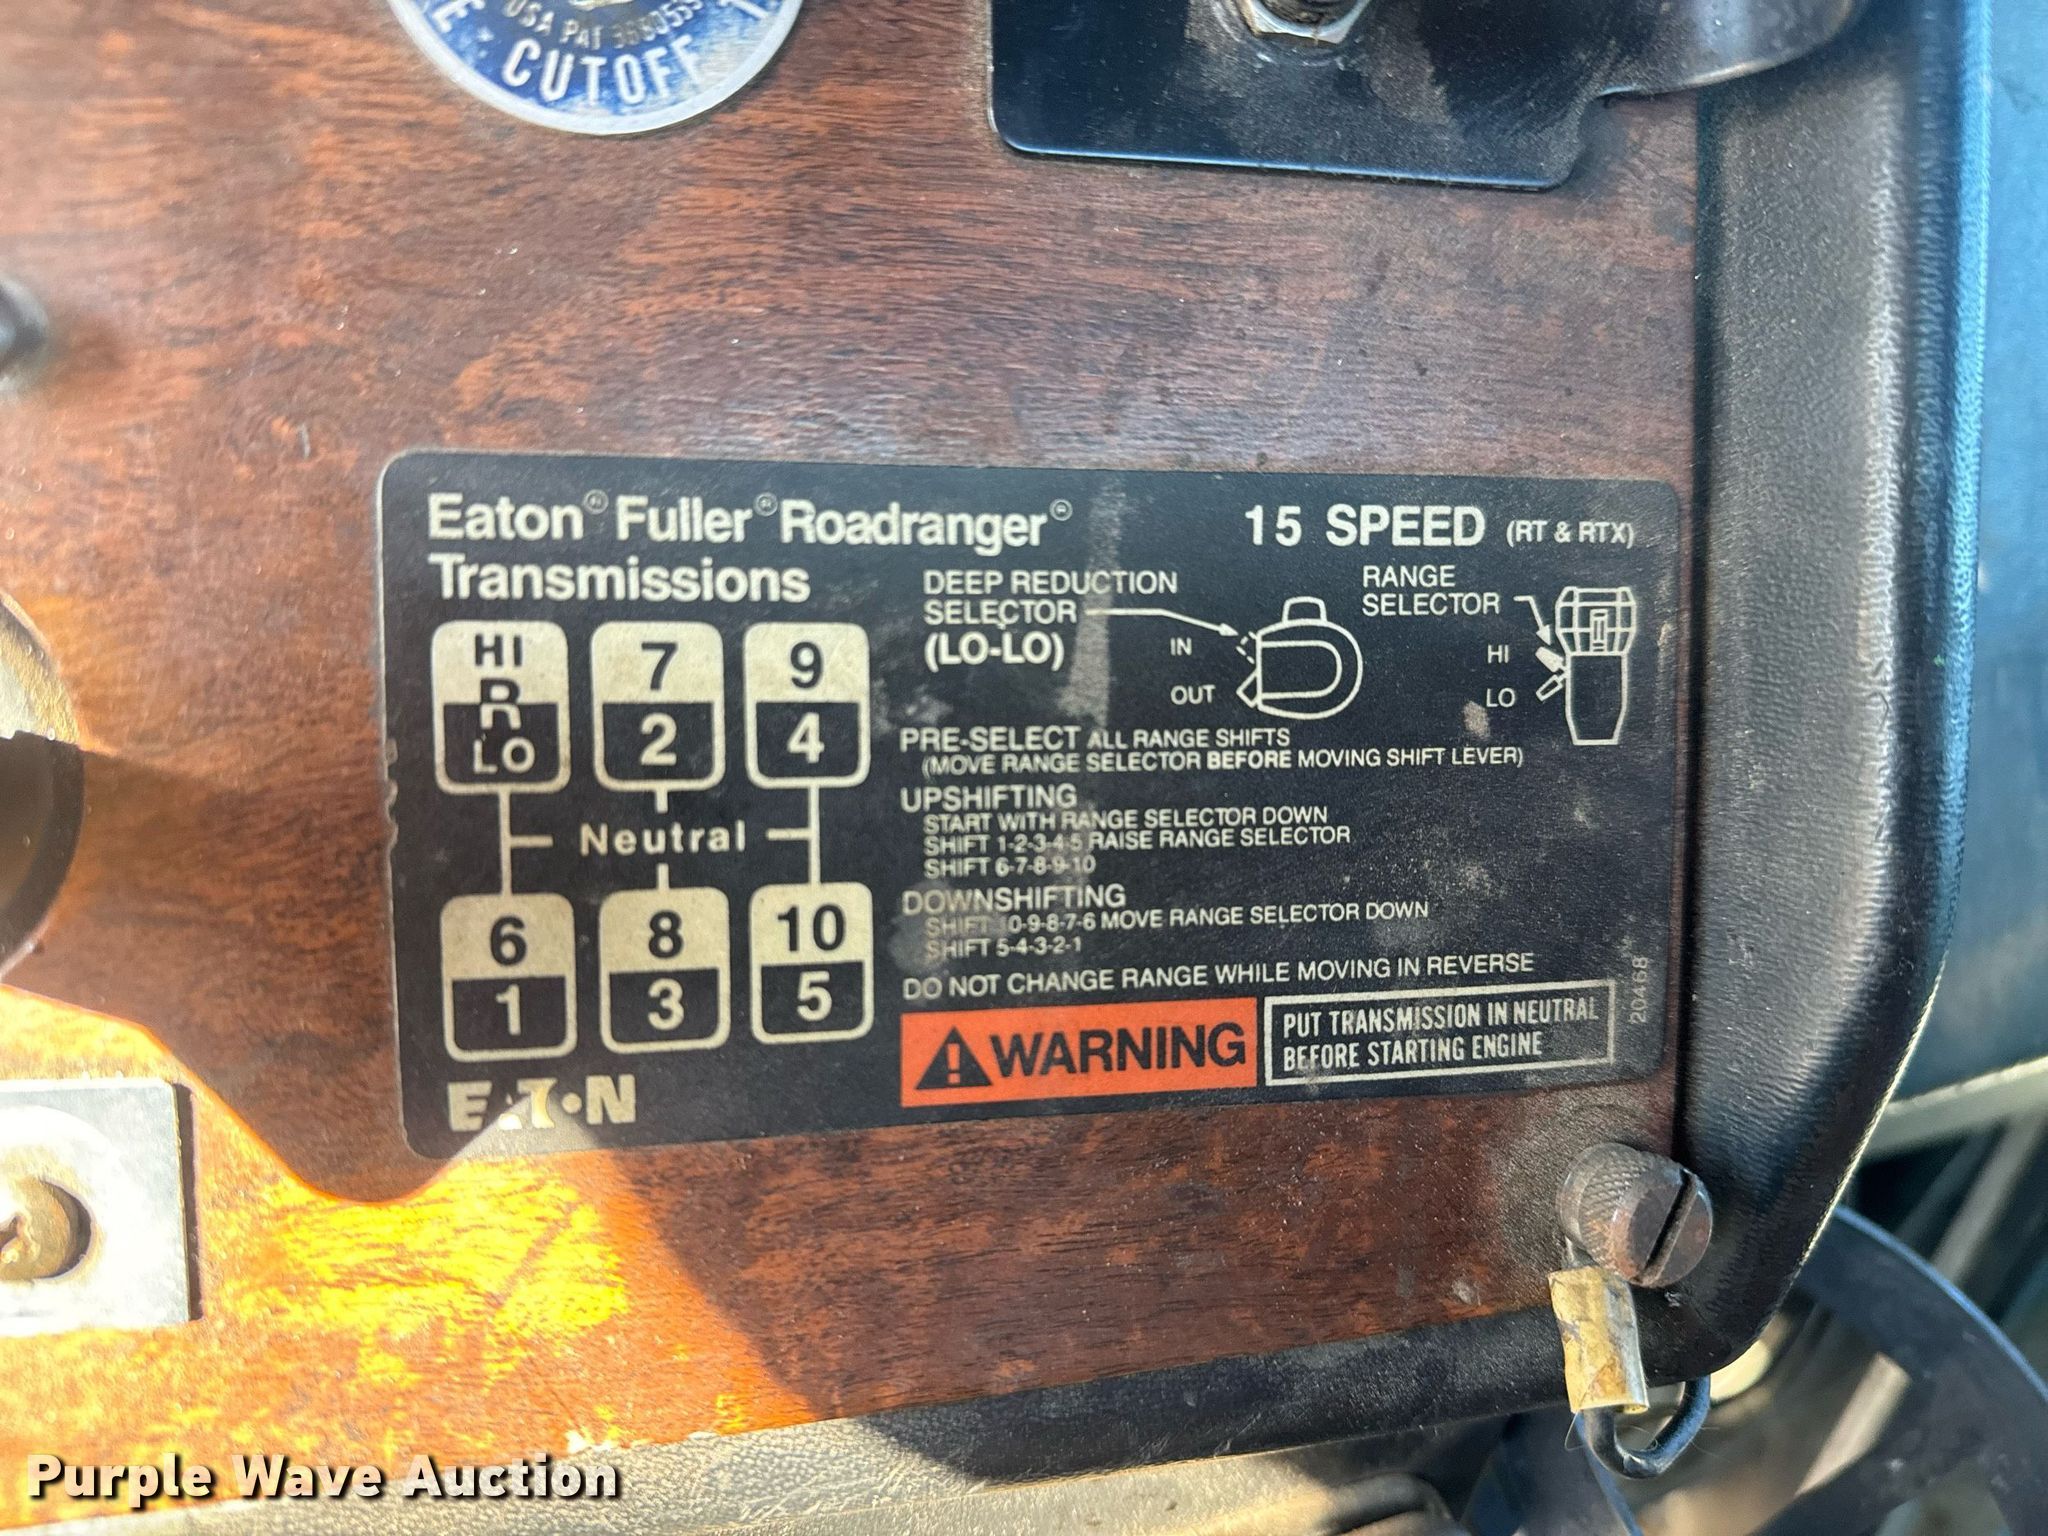 USA PAT 3680559
CUTOFF
Eaton® Fuller® Roadranger®
Transmissions
15 SPEED (RT & RTX)
HI
R
LO
7
2
9
4
Neutral
6
1
8
3
10
5
DEEP REDUCTION
SELECTOR
(LO-LO)
IN
OUT
RANGE
SELECTOR
HI
LO
PRE-SELECT ALL RANGE SHIFTS
(MOVE RANGE SELECTOR BEFORE MOVING SHIFT LEVER)
UPSHIFTING
START WITH RANGE SELECTOR DOWN
SHIFT 1-2-3-4-5 RAISE RANGE SELECTOR
SHIFT 6-7-8-9-10
DOWNSHIFTING
SHIFT 10-9-8-7-6 MOVE RANGE SELECTOR DOWN
SHIFT 5-4-3-2-1
DO NOT CHANGE RANGE WHILE MOVING IN REVERSE
WARNING
PUT TRANSMISSION IN NEUTRAL
BEFORE STARTING ENGINE
20468
EAT•N
Purple Wave Auction